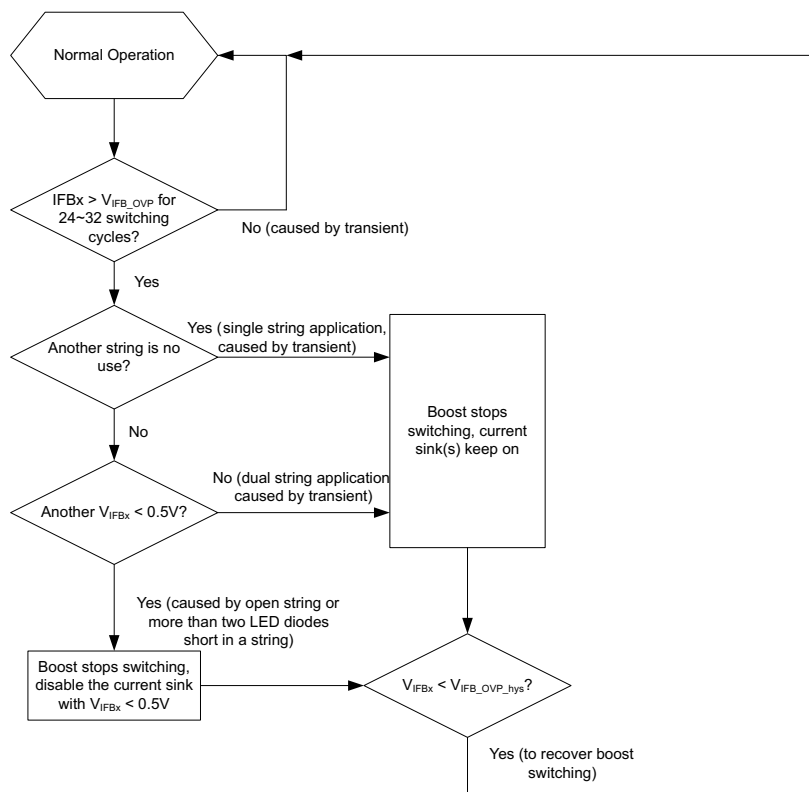 Normal Operation
IFBx > VIFB_OVP for
24~32 switching
cycles?
No (caused by transient)
Yes
Another string is no
use?
Yes (single string application,
caused by transient)
Boost stops
switching, current
sink(s) keep on
No
Another VIFBx < 0.5V?
No (dual string application
caused by transient)
Yes (caused by open string or
more than two LED diodes
short in a string)
Boost stops switching,
disable the current sink
with VIFBx < 0.5V
VIFBx < VIFB_OVP_hys?
Yes (to recover boost
switching)